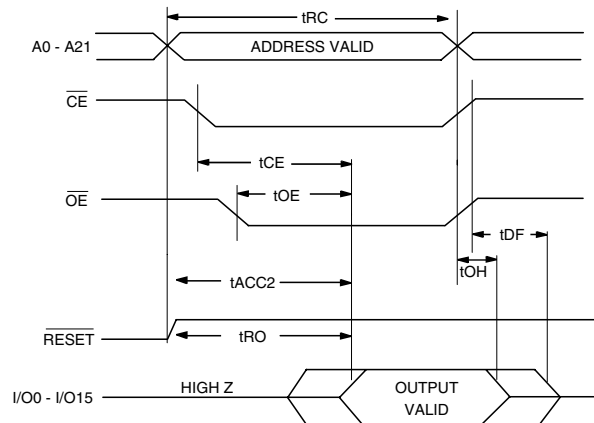 tRC
A0 - A21
ADDRESS VALID
CE
tCE
tOE
OE
tDF
tOH
tACC2
RESET
tRO
HIGH Z
OUTPUT
VALID
I/O0 - I/O15